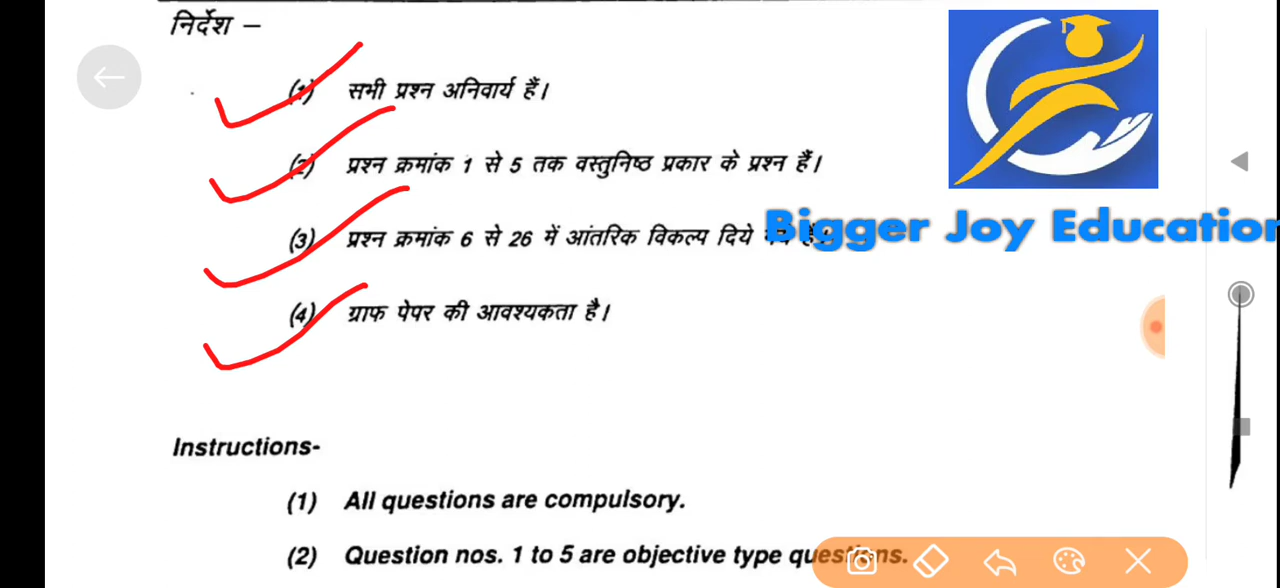 निर्देश –
(1) सभी प्रश्न अनिवार्य हैं।
(2) प्रश्न क्रमांक 1 से 5 तक वस्तुनिष्ठ प्रकार के प्रश्न हैं।
(3) प्रश्न क्रमांक 6 से 26 में आंतरिक विकल्प दिये हैं।
Bigger Joy Education
(4) ग्राफ पेपर की आवश्यकता है।
Instructions-
(1) All questions are compulsory.
(2) Question nos. 1 to 5 are objective type questions.